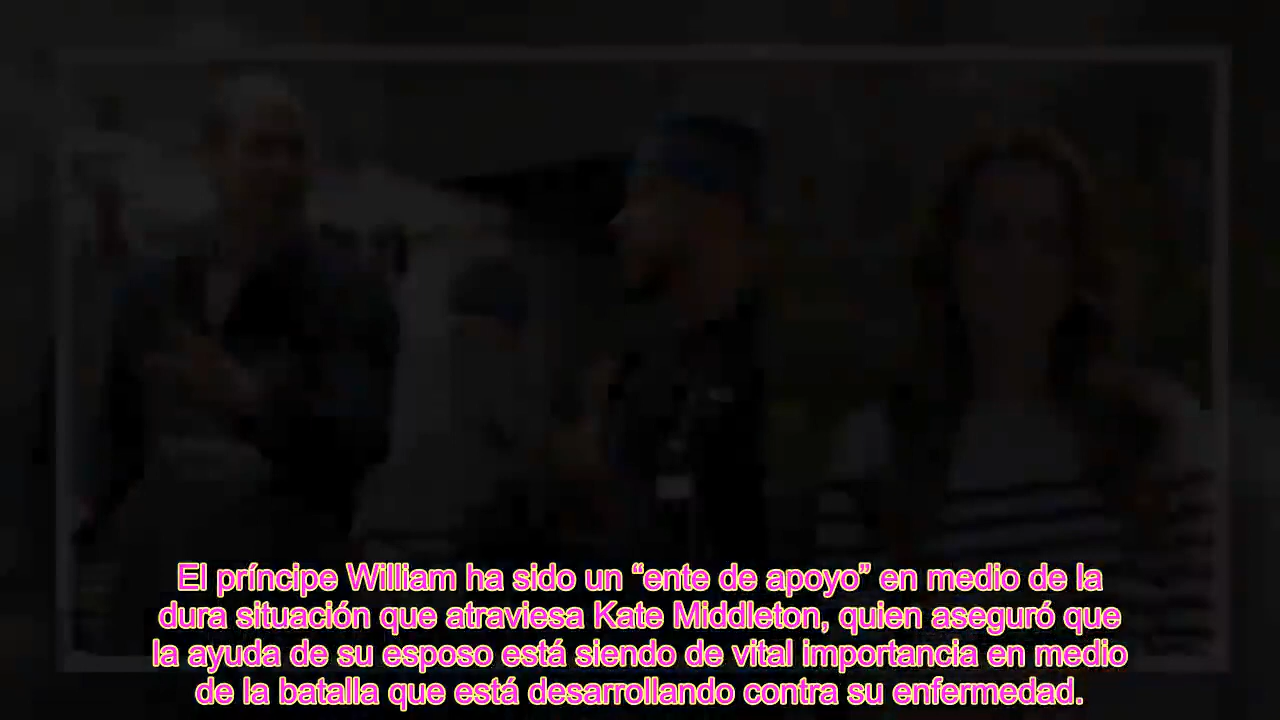 El príncipe William ha sido un “ente de apoyo” en medio de la
dura situación que atraviesa Kate Middleton, quien aseguró que
la ayuda de su esposo está siendo de vital importancia en medio
de la batalla que está desarrollando contra su enfermedad.